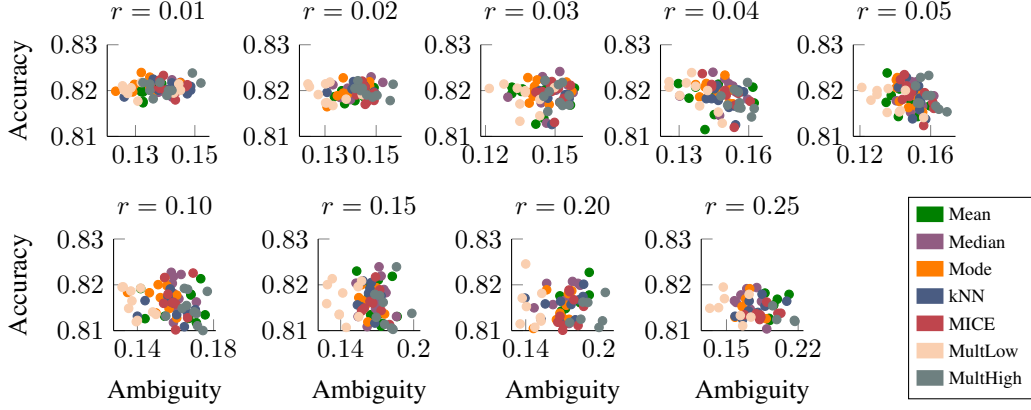 r = 0.01
r = 0.02
r = 0.03
r = 0.04
r = 0.05
Accuracy
0.83
0.82
0.81
0.13 0.15
0.83
0.82
0.81
0.13 0.15
0.83
0.82
0.81
0.12 0.15
0.83
0.82
0.81
0.13 0.16
0.83
0.82
0.81
0.12 0.16
r = 0.10
r = 0.15
r = 0.20
r = 0.25
Accuracy
0.83
0.82
0.81
0.14 0.18
Ambiguity
0.83
0.82
0.81
0.14 0.2
Ambiguity
0.83
0.82
0.81
0.14 0.2
Ambiguity
0.83
0.82
0.81
0.15 0.22
Ambiguity
Mean
Median
Mode
kNN
MICE
MultLow
MultHigh